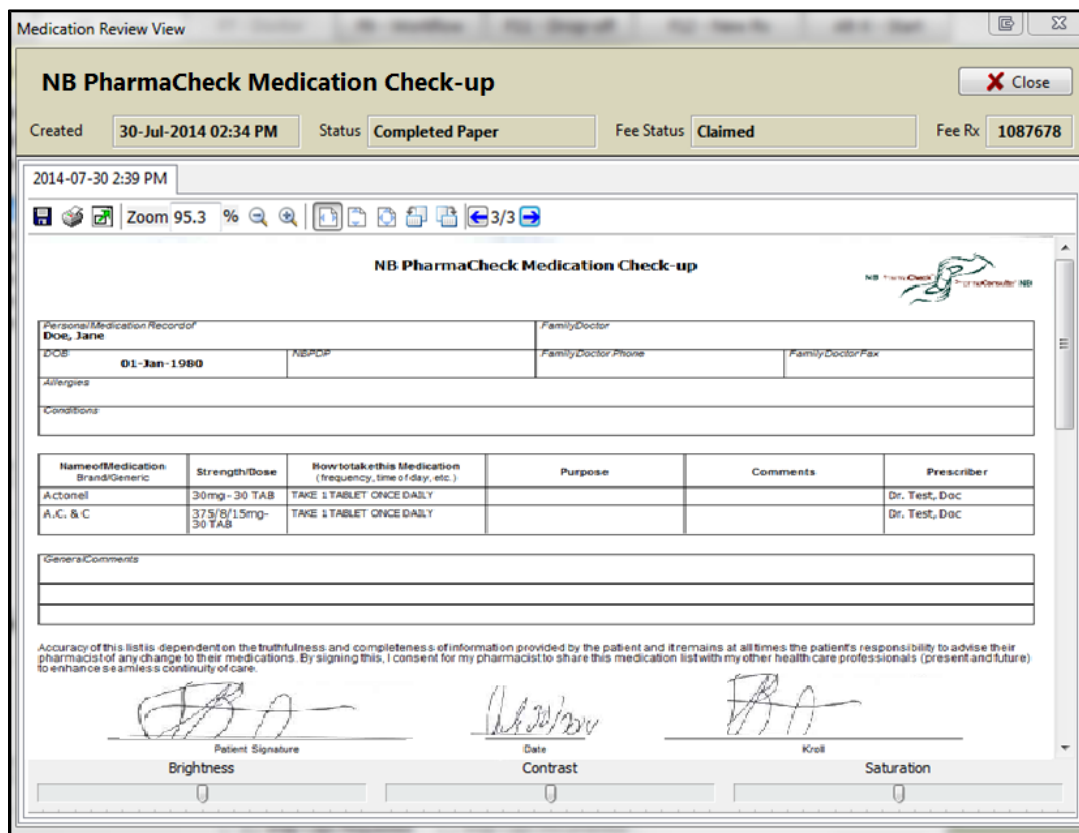 Medication Review View
NB PharmaCheck Medication Check-up
Close
Created 30-Jul-2014 02:34 PM Status Completed Paper Fee Status Claimed Fee Rx 1087678
2014-07-30 2:39 PM
Zoom 95.3 % 3/3
NB PharmaCheck Medication Check-up
NB PharmaCheck PharmaConsulter NB
Personal Medication Record of
Doe, Jane
Family Doctor
DOB
01-Jan-1980
NBPDP
Family Doctor Phone
Family Doctor Fax
Allergies
Conditions
Name of Medication Strength/Dose How to take this Medication Purpose Comments Prescriber
Brand/Generic (frequency, time of day, etc.)
Actonel 30mg - 30 TAB TAKE 1 TABLET ONCE DAILY Dr. Test, Doc
A.C. & C 375/8/15mg- TAKE 1 TABLET ONCE DAILY Dr. Test, Doc
30 TAB
General Comments
Accuracy of this list is dependent on the truthfulness and completeness of information provided by the patient and it remains at all times the patient's responsibility to advise their
pharmacist of any change to their medications. By signing this, I consent for my pharmacist to share this medication list with my other health care professionals (present and future)
to enhance seamless continuity of care.
Patient Signature Date Kroll
Brightness Contrast Saturation